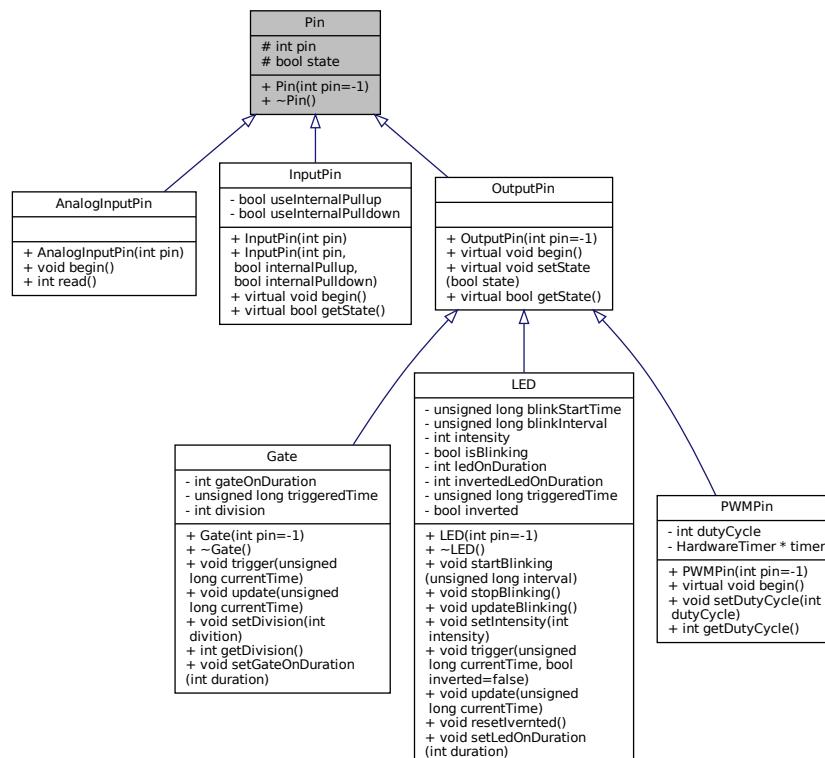 Pin
# int pin
# bool state
+ Pin(int pin=-1)
+ ~Pin()
AnalogInputPin
+ AnalogInputPin(int pin)
+ void begin()
+ int read()
InputPin
- bool useInternalPullup
- bool useInternalPulldown
+ InputPin(int pin)
+ InputPin(int pin,
bool internalPullup,
bool internalPulldown)
+ virtual void begin()
+ virtual bool getState()
OutputPin
+ OutputPin(int pin=-1)
+ virtual void begin()
+ virtual void setState
(bool state)
+ virtual bool getState()
Gate
- int gateOnDuration
- unsigned long triggeredTime
- int division
+ Gate(int pin=-1)
+ ~Gate()
+ void trigger(unsigned
long currentTime)
+ void update(unsigned
long currentTime)
+ void setDivision(int
divition)
+ int getDivision()
+ void setGateOnDuration
(int duration)
LED
- unsigned long blinkStartTime
- unsigned long blinkInterval
- int intensity
- bool isBlinking
- int ledOnDuration
- int invertedLedOnDuration
- unsigned long triggeredTime
- bool inverted
+ LED(int pin=-1)
+ ~LED()
+ void startBlinking
(unsigned long interval)
+ void stopBlinking()
+ void updateBlinking()
+ void setIntensity(int
intensity)
+ void trigger(unsigned
long currentTime, bool
inverted=false)
+ void update(unsigned
long currentTime)
+ void resetIvernted()
+ void setLedOnDuration
(int duration)
PWMPin
- int dutyCycle
- HardwareTimer * timer
+ PWMPin(int pin=-1)
+ virtual void begin()
+ void setDutyCycle(int
dutyCycle)
+ int getDutyCycle()